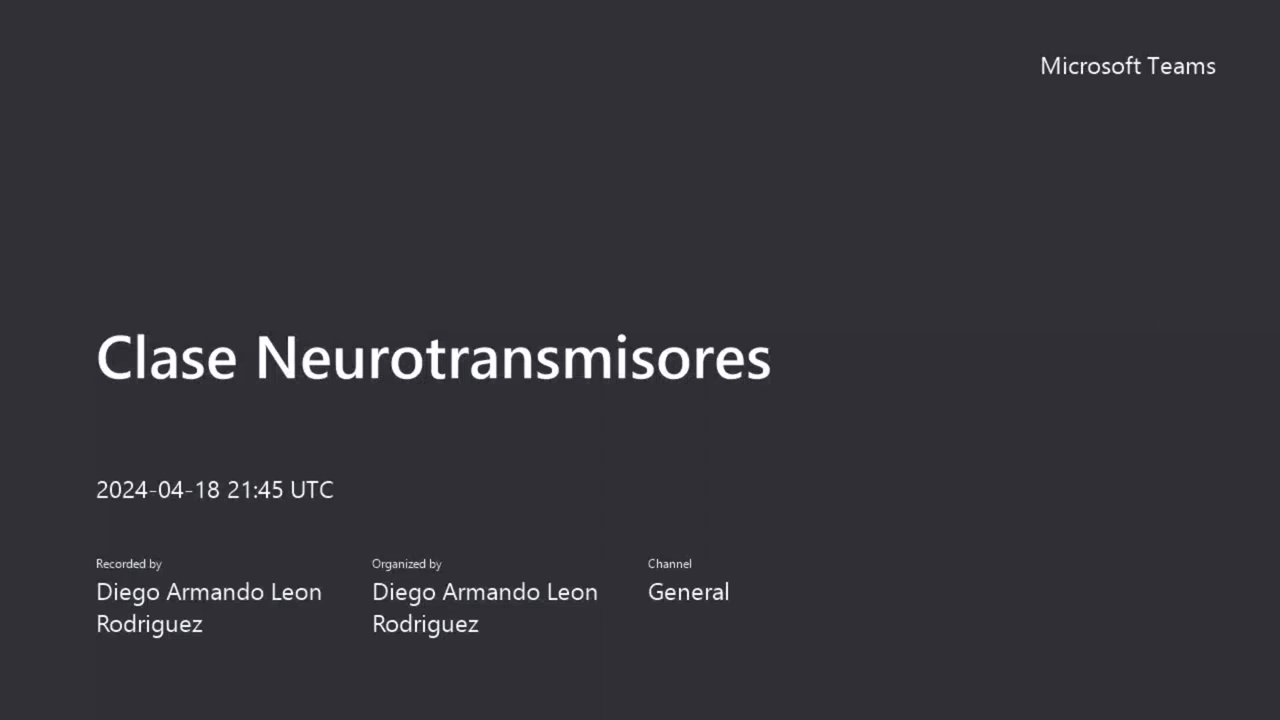 Microsoft Teams
Clase Neurotransmisores
2024-04-18 21:45 UTC
Recorded by
Diego Armando Leon
Rodriguez
Organized by
Diego Armando Leon
Rodriguez
Channel
General